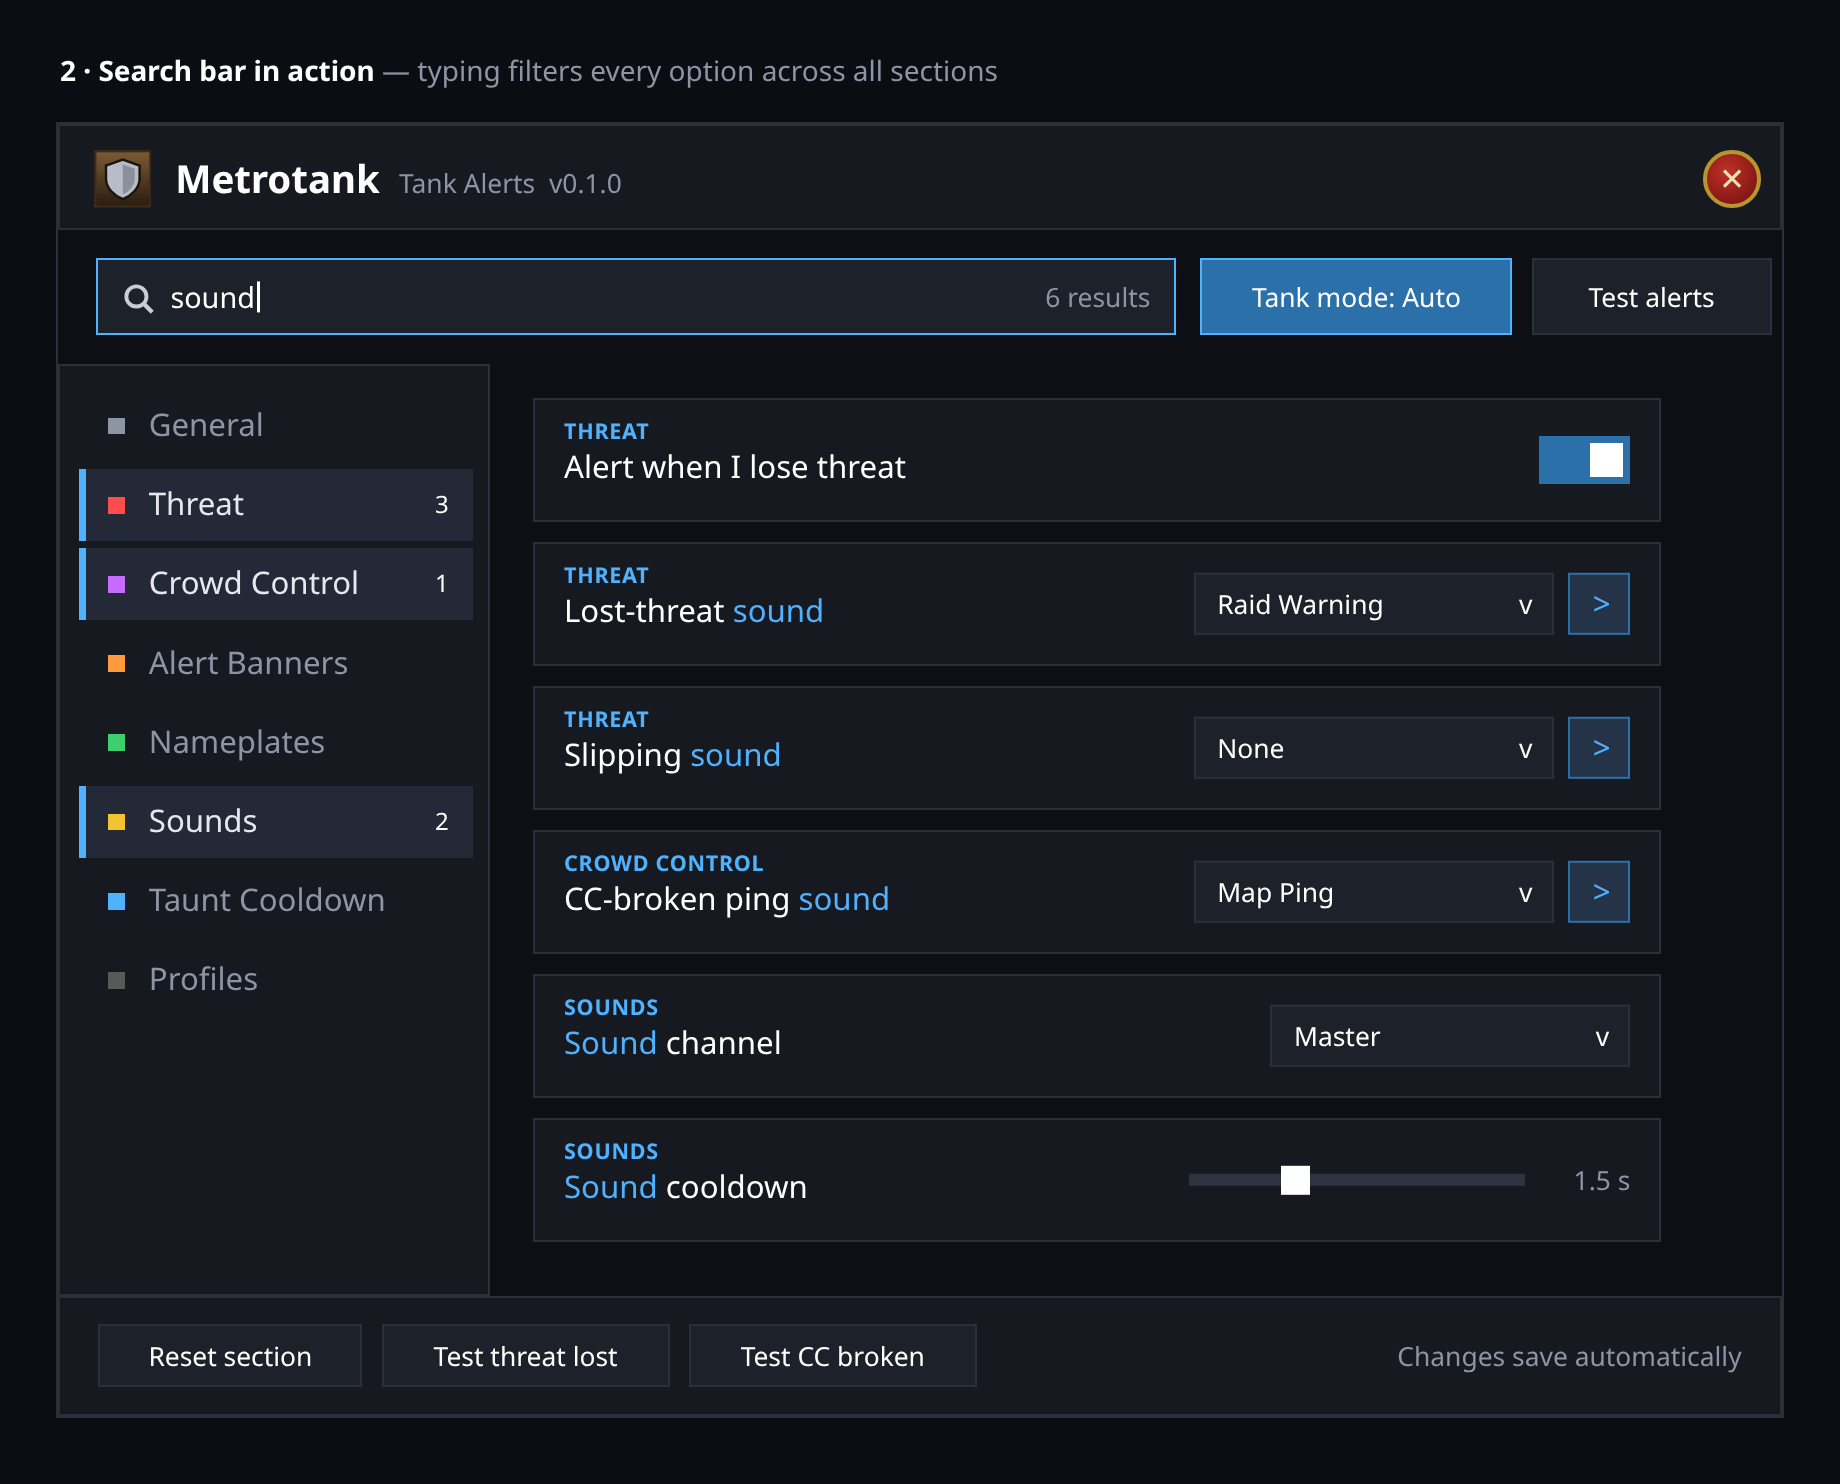 2 · Search bar in action — typing filters every option across all sections
Metrotank Tank Alerts v0.1.0
sound 6 results
Tank mode: Auto
Test alerts
General
Threat 3
Crowd Control 1
Alert Banners
Nameplates
Sounds 2
Taunt Cooldown
Profiles
THREAT
Alert when I lose threat
THREAT
Lost-threat sound
Raid Warning v >
THREAT
Slipping sound
None v >
CROWD CONTROL
CC-broken ping sound
Map Ping v >
SOUNDS
Sound channel
Master v
SOUNDS
Sound cooldown
1.5 s
Reset section
Test threat lost
Test CC broken
Changes save automatically